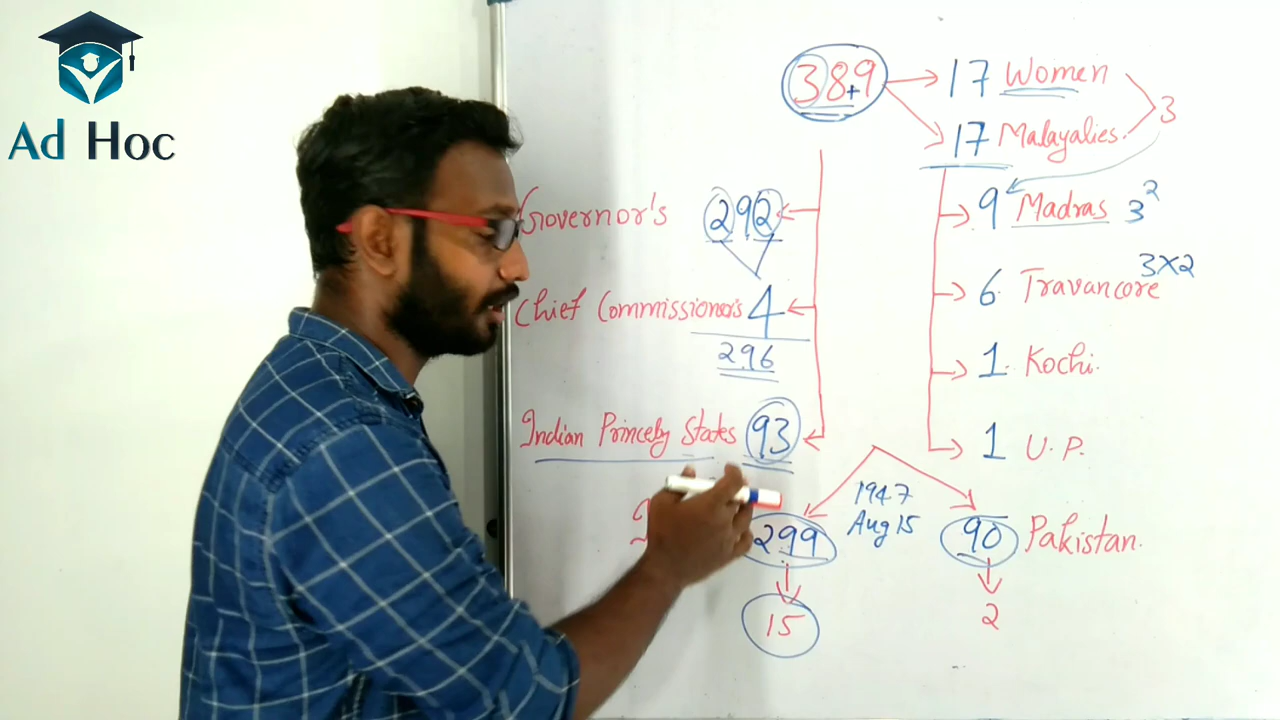 Ad Hoc
389
+
17 Women
17 Malayalies.
3
Governor's 292
9 Madras 3²
3×2
Chief Commissioner's 4
6 Travancore
296
1 Kochi.
Indian Princely States 93
1 U.P.
1947
Aug 15
299
90 Pakistan.
15
2